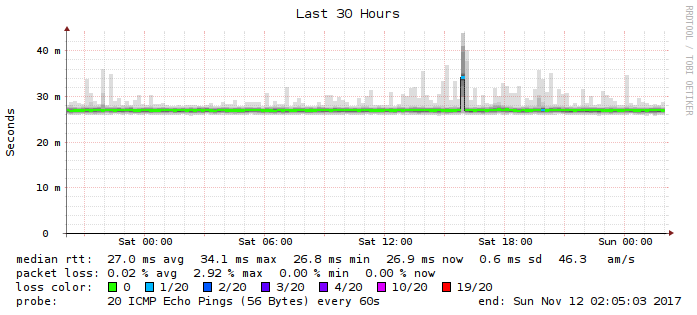 Last 30 Hours
RRDTOOL / TOBI OETIKER
Seconds
40 m
30 m
20 m
10 m
0
Sat 00:00 Sat 06:00 Sat 12:00 Sat 18:00 Sun 00:00
median rtt: 27.0 ms avg 34.1 ms max 26.8 ms min 26.9 ms now 0.6 ms sd 46.3 am/s
packet loss: 0.02 % avg 2.92 % max 0.00 % min 0.00 % now
loss color: 0 1/20 2/20 3/20 4/20 10/20 19/20
probe: 20 ICMP Echo Pings (56 Bytes) every 60s end: Sun Nov 12 02:05:03 2017